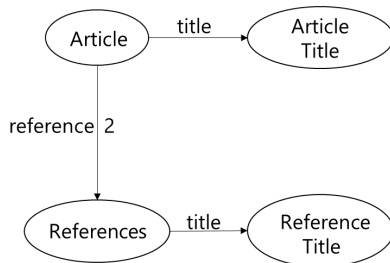 Article
title
Article
Title
reference 2
References
title
Reference
Title